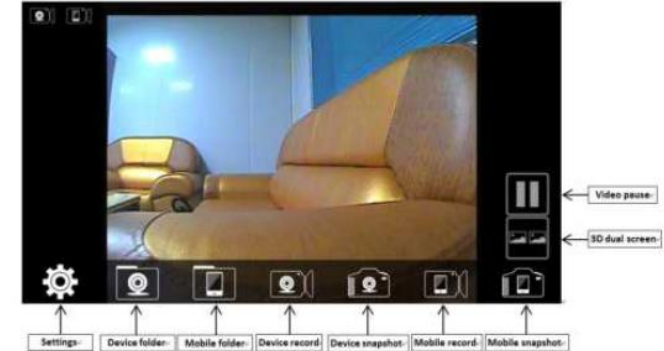 Video pause
3D dual screen
Settings
Device folder
Mobile folder
Device record
Device snapshot
Mobile record
Mobile snapshot